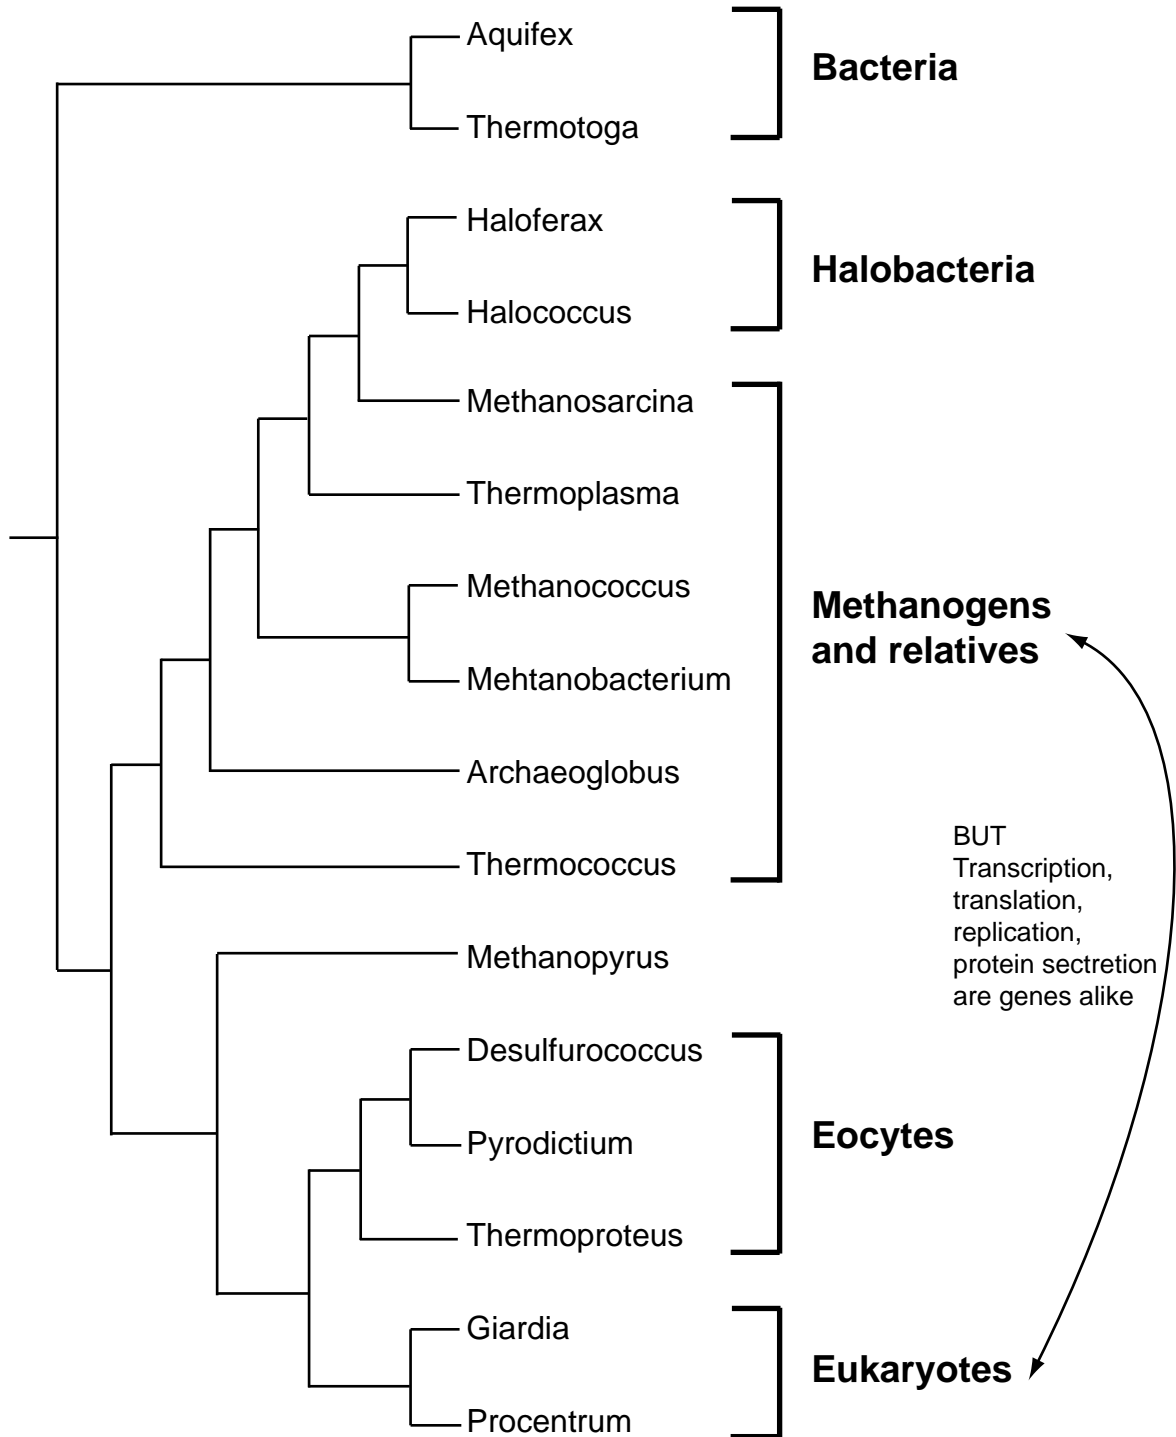 Aquifex
Bacteria
Thermotoga
Haloferax
Halobacteria
Halococcus
Methanosarcina
Thermoplasma
Methanococcus
Methanogens
and relatives
Mehtanobacterium
Archaeoglobus
BUT
Transcription,
translation,
replication,
protein sectretion
are genes alike
Thermococcus
Methanopyrus
Desulfurococcus
Pyrodictium
Eocytes
Thermoproteus
Giardia
Eukaryotes
Procentrum